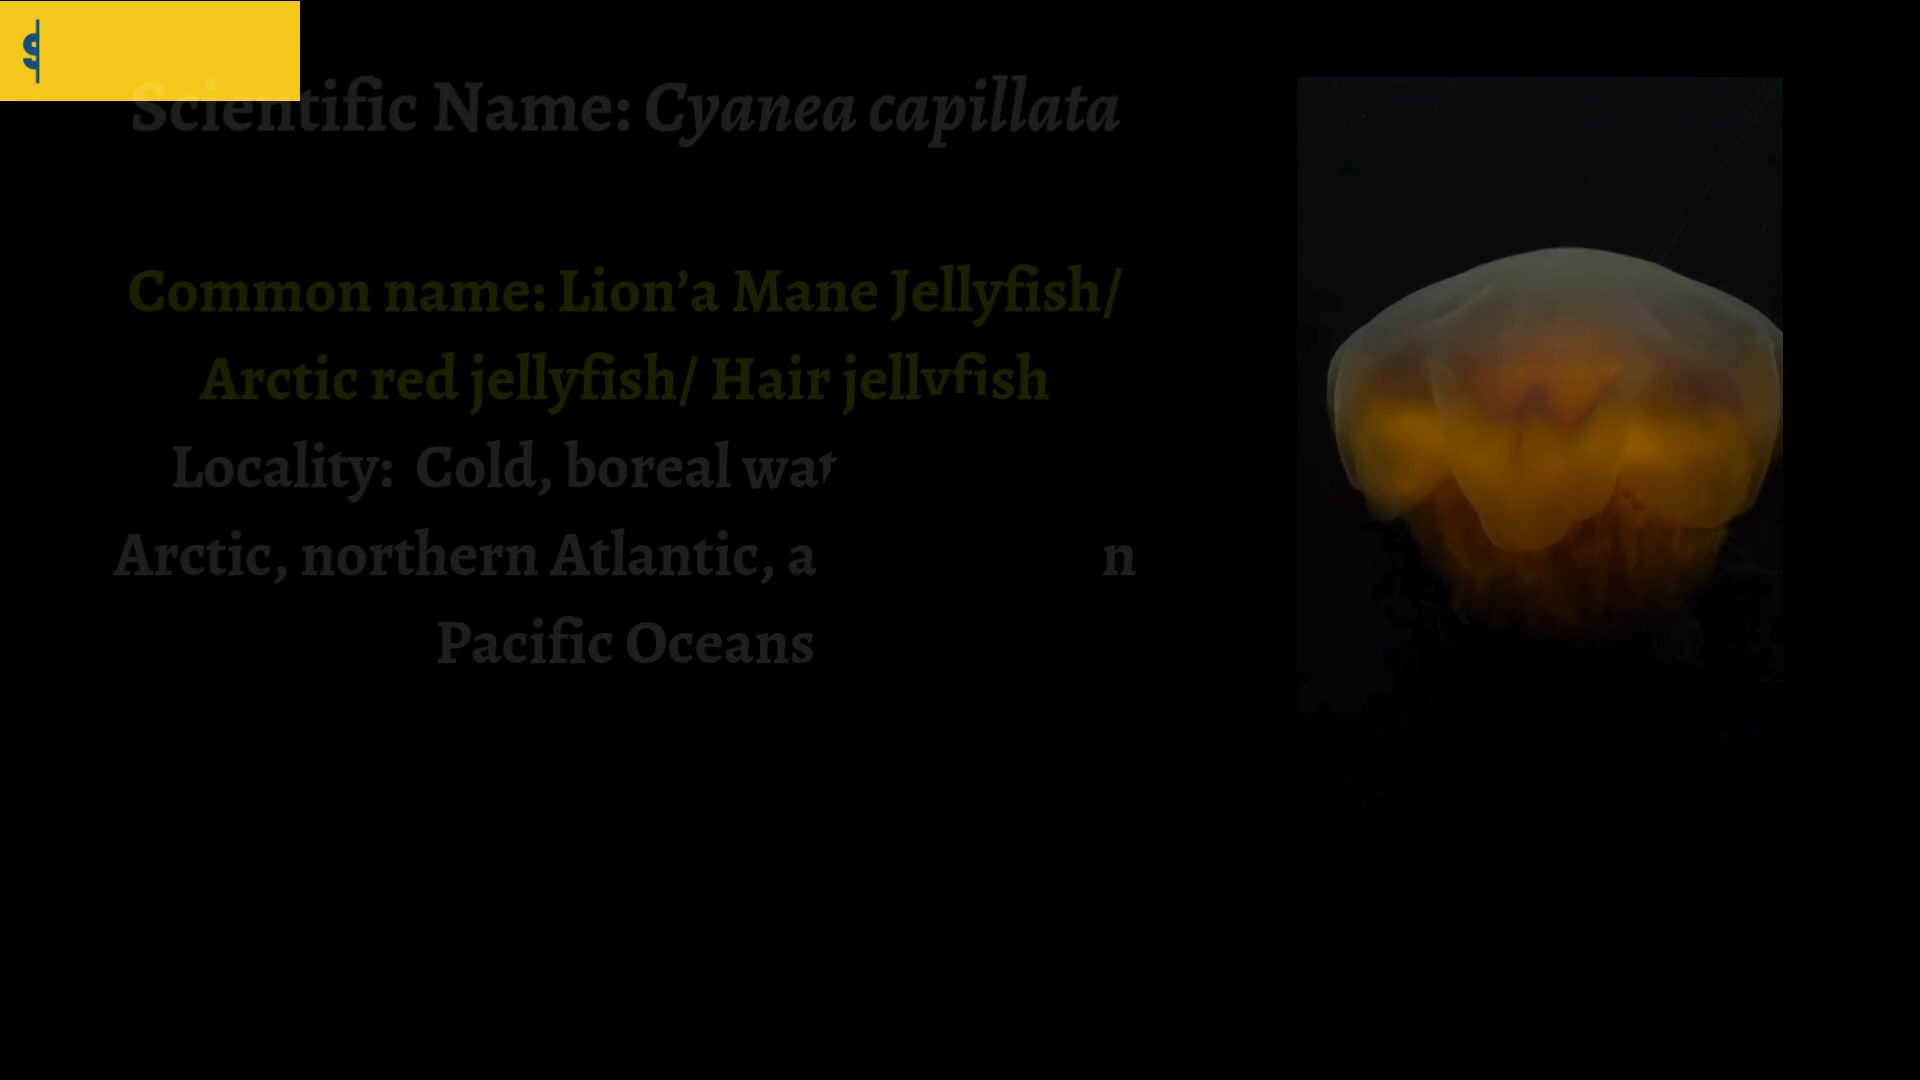 S
Scientific Name: Cyanea capillata
Common name: Lion’a Mane Jellyfish/
Arctic red jellyfish/ Hair jellyfish
Locality: Cold, boreal
Arctic, northern Atlantic,
Pacific Oceans